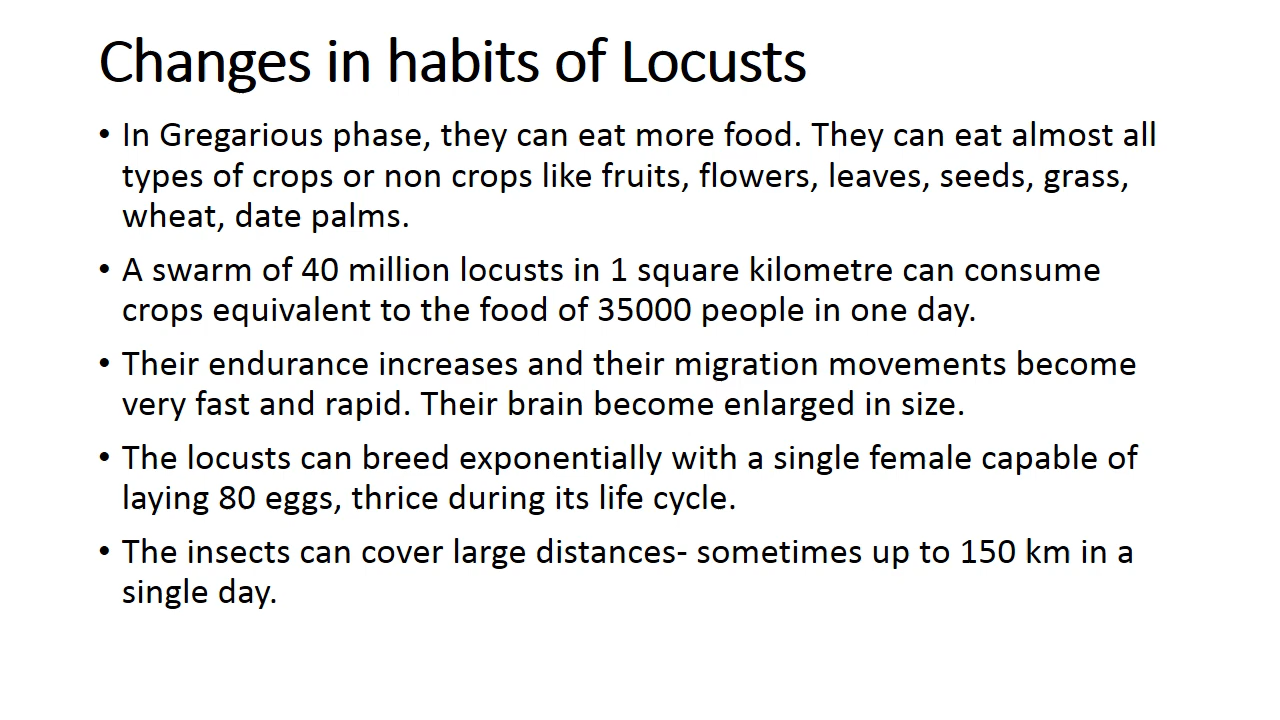 Changes in habits of Locusts
• In Gregarious phase, they can eat more food. They can eat almost all
types of crops or non crops like fruits, flowers, leaves, seeds, grass,
wheat, date palms.
• A swarm of 40 million locusts in 1 square kilometre can consume
crops equivalent to the food of 35000 people in one day.
• Their endurance increases and their migration movements become
very fast and rapid. Their brain become enlarged in size.
• The locusts can breed exponentially with a single female capable of
laying 80 eggs, thrice during its life cycle.
• The insects can cover large distances- sometimes up to 150 km in a
single day.